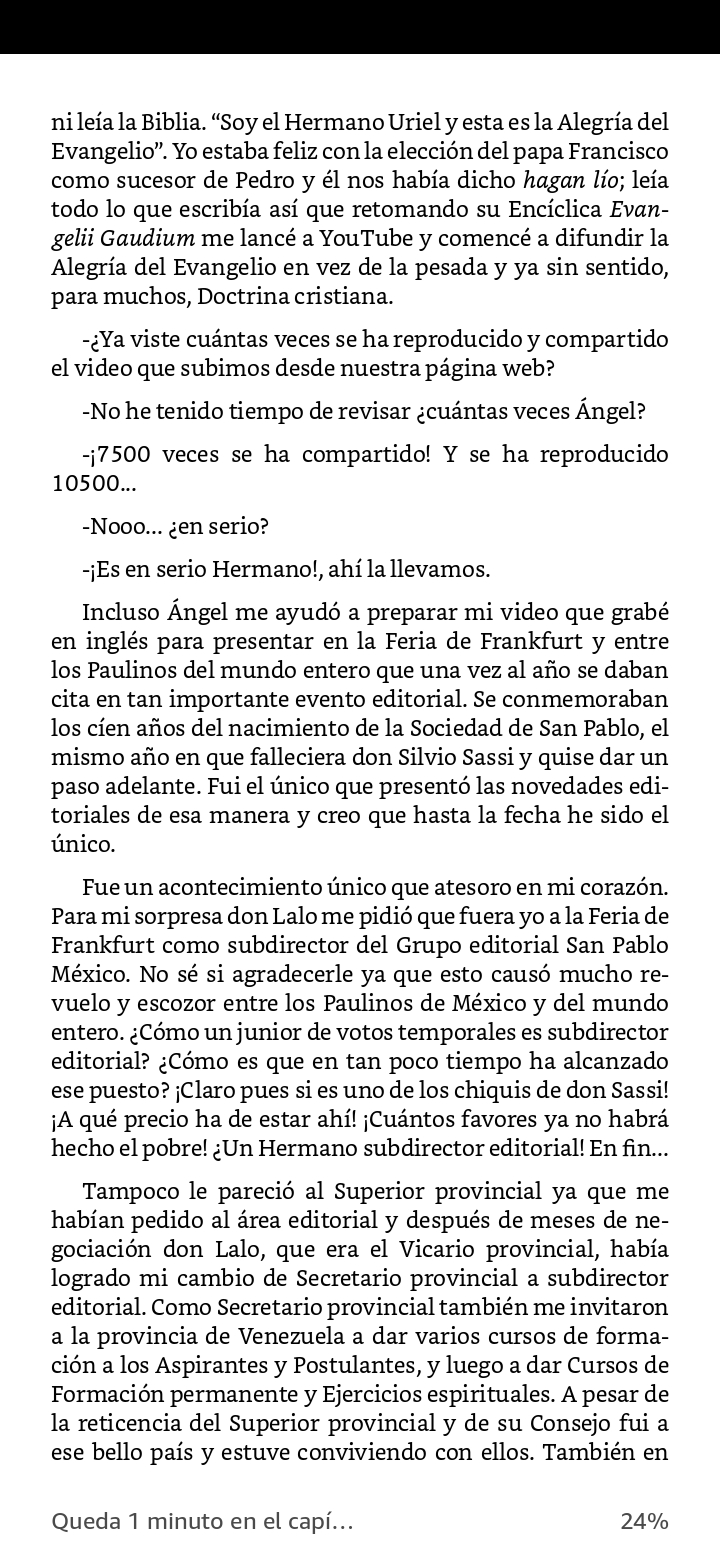 ni leía la Biblia. “Soy el Hermano Uriel y esta es la Alegría del
Evangelio”. Yo estaba feliz con la elección del papa Francisco
como sucesor de Pedro y él nos había dicho hagan lío; leía
todo lo que escribía así que retomando su Encíclica Evan-
gelii Gaudium me lancé a YouTube y comencé a difundir la
Alegría del Evangelio en vez de la pesada y ya sin sentido,
para muchos, Doctrina cristiana.
-¿Ya viste cuántas veces se ha reproducido y compartido
el video que subimos desde nuestra página web?
-No he tenido tiempo de revisar ¿cuántas veces Ángel?
-¡7500 veces se ha compartido! Y se ha reproducido
10500...
-Nooo... ¿en serio?
-¡Es en serio Hermano!, ahí la llevamos.
Incluso Ángel me ayudó a preparar mi video que grabé
en inglés para presentar en la Feria de Frankfurt y entre
los Paulinos del mundo entero que una vez al año se daban
cita en tan importante evento editorial. Se conmemoraban
los cíen años del nacimiento de la Sociedad de San Pablo, el
mismo año en que falleciera don Silvio Sassi y quise dar un
paso adelante. Fui el único que presentó las novedades edi-
toriales de esa manera y creo que hasta la fecha he sido el
único.
Fue un acontecimiento único que atesoro en mi corazón.
Para mi sorpresa don Lalo me pidió que fuera yo a la Feria de
Frankfurt como subdirector del Grupo editorial San Pablo
México. No sé si agradecerle ya que esto causó mucho re-
vuelo y escozor entre los Paulinos de México y del mundo
entero. ¿Cómo un junior de votos temporales es subdirector
editorial? ¿Cómo es que en tan poco tiempo ha alcanzado
ese puesto? ¡Claro pues si es uno de los chiquis de don Sassi!
¡A qué precio ha de estar ahí! ¡Cuántos favores ya no habrá
hecho el pobre! ¿Un Hermano subdirector editorial! En fin...
Tampoco le pareció al Superior provincial ya que me
habían pedido al área editorial y después de meses de ne-
gociación don Lalo, que era el Vicario provincial, había
logrado mi cambio de Secretario provincial a subdirector
editorial. Como Secretario provincial también me invitaron
a la provincia de Venezuela a dar varios cursos de forma-
ción a los Aspirantes y Postulantes, y luego a dar Cursos de
Formación permanente y Ejercicios espirituales. A pesar de
la reticencia del Superior provincial y de su Consejo fui a
ese bello país y estuve conviviendo con ellos. También en
Queda 1 minuto en el capí... 24%